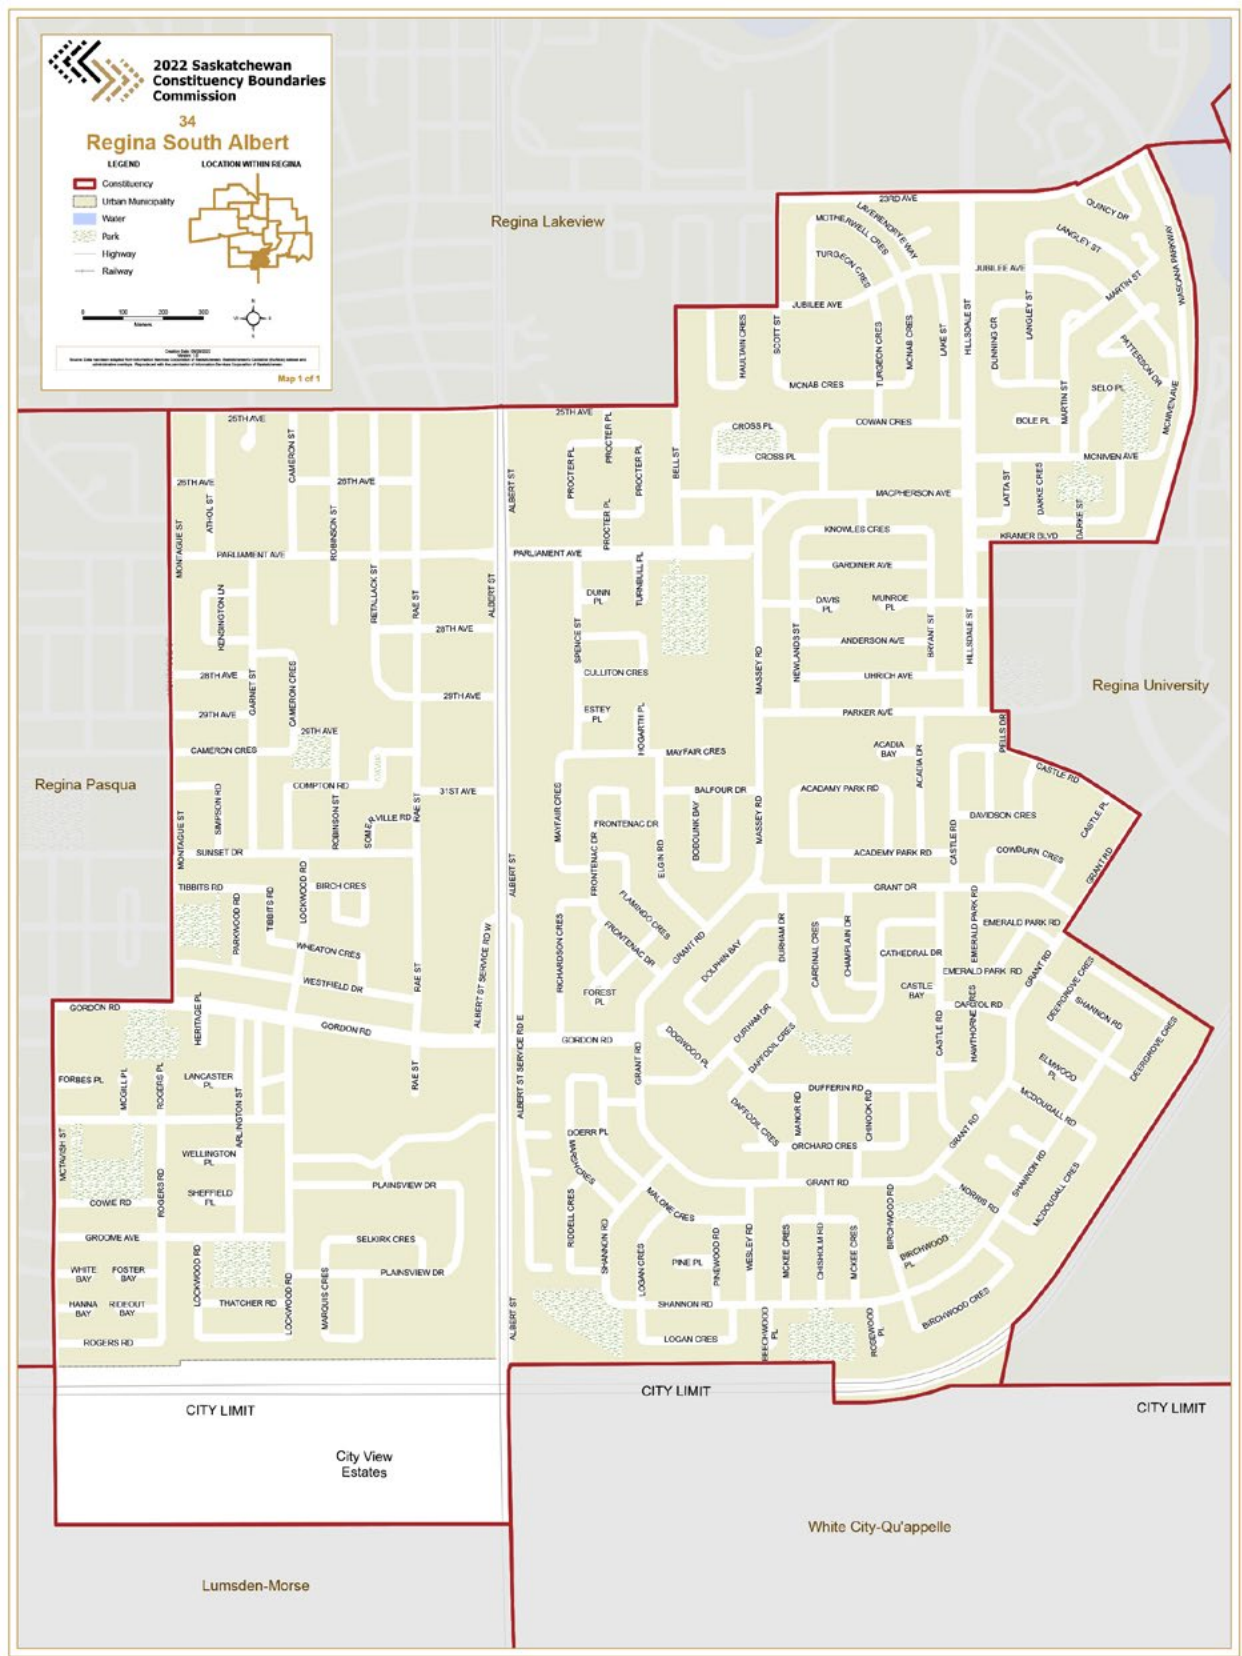 2022 Saskatchewan
Constituency Boundaries
Commission
34
Regina South Albert
LEGEND
LOCATION WITHIN REGINA
Constituency
Urban Municipality
Water
Park
Highway
Railway
0 100 200 300
Meters
Map 1 of 1
Regina Lakeview
23RD AVE
QUINCY DR
LAVERENDRYE WAY
MOTHERWELL CRES
LANGLEY ST
WASCANA PARKWAY
TURGEON CRES
JUBILEE AVE
MARTIN ST
JUBILEE AVE
HAULTAIN CRES
SCOTT ST
TURGEON CRES
MCNAB CRES
LAKE ST
HILLSDALE ST
DUNNING CR
LANGLEY ST
PATTERSON DR
MCNAB CRES
SELO PL
MARTIN ST
MCNIVEN AVE
25TH AVE
25TH AVE
PROCTER PL
CROSS PL
COWAN CRES
BOLE PL
CAMERON ST
CROSS PL
MCNIVEN AVE
26TH AVE
26TH AVE
ATHOL ST
ROBINSON ST
ALBERT ST
PROCTER PL
PROCTER PL
PROCTER PL
BELL ST
MACPHERSON AVE
LATTA ST
DARKE CRES
DARKE ST
MONTAGUE ST
KNOWLES CRES
KRAMER BLVD
PARLIAMENT AVE
PARLIAMENT AVE
GARDINER AVE
KENSINGTON LN
RETALLACK ST
RAE ST
ALBERT ST
DUNN
PL
TURNBULL PL
DAVIS
PL
MUNROE
PL
28TH AVE
SPENCE ST
NEWLANDS ST
ANDERSON AVE
BRYANT ST
HILLSDALE ST
28TH AVE
GARNET ST
CAMERON CRES
CULLITON CRES
MASSEY RD
UHRICH AVE
Regina University
29TH AVE
29TH AVE
ESTEY
PL
HOGARTH PL
PARKER AVE
29TH AVE
PELLS DR
CAMERON CRES
MAYFAIR CRES
ACADIA
BAY
ACADIA DR
Regina Pasqua
COMPTON RD
31ST AVE
BALFOUR DR
ACADAMY PARK RD
CASTLE RD
MONTAGUE ST
SIMPSON RD
ROBINSON ST
RAE ST
MAYFAIR CRES
FRONTENAC DR
BOBOLINK BAY
MASSEY RD
DAVIDSON CRES
CASTLE PL
SUNSET DR
ELGIN RD
ACADEMY PARK RD
CASTLE RD
COWBURN CRES
GRANT RD
TIBBITS RD
BIRCH CRES
ALBERT ST
FRONTENAC DR
GRANT DR
PARKWOOD RD
TIBBITS RD
LOCKWOOD RD
FLAMINGO CRES
EMERALD PARK RD
EMERALD PARK RD
WHEATON CRES
RICHARDSON CRES
FRONTENAC DR
GRANT RD
DOLPHIN BAY
DURHAM DR
CARDINAL CRES
CHAMPLAIN DR
CATHEDRAL DR
EMERALD PARK RD
GRANT RD
WESTFIELD DR
RAE ST
ALBERT ST SERVICE RD W
FOREST
PL
CASTLE
BAY
DEERGROVE CRES
SHANNON RD
GORDON RD
HERITAGE PL
GORDON RD
GORDON RD
DOGWOOD PL
DURHAM DR
DAFFODIL CRES
CASTLE RD
HAWTHORNE CRES
DEERGROVE CRES
FORBES PL
MCGILL PL
ROGERS PL
LANCASTER
PL
ARLINGTON ST
RAE ST
ALBERT ST SERVICE RD E
GRANT RD
DUFFERIN RD
ELMWOOD
PL
MCDOUGALL RD
MCTAVISH ST
DOERR PL
DAFFODIL CRES
MANOR RD
CHINOOK RD
GRANT RD
WELLINGTON
PL
ORCHARD CRES
SHEFFIELD
PL
PLAINSVIEW DR
GRANT RD
SHANNON RD
MCDOUGALL CRES
COWIE RD
ROGERS RD
RIDDELL CRES
MALONE CRES
BIRCHWOOD RD
NORRIS RD
GROOME AVE
SELKIRK CRES
SHANNON RD
LOGAN CRES
PINE PL
PINEWOOD RD
WESLEY RD
MCKEE CRES
CHISHOLM RD
MCKEE CRES
BIRCHWOOD
PL
WHITE
BAY
FOSTER
BAY
LOCKWOOD RD
PLAINSVIEW DR
HANNA
BAY
RIDEOUT
BAY
THATCHER RD
LOCKWOOD RD
MARQUIS CRES
ALBERT ST
SHANNON RD
BIRCHWOOD CRES
ROGERS RD
LOGAN CRES
BEECHWOOD
PL
ROSEWOOD
PL
CITY LIMIT
CITY LIMIT
CITY LIMIT
City View
Estates
White City-Qu'appelle
Lumsden-Morse